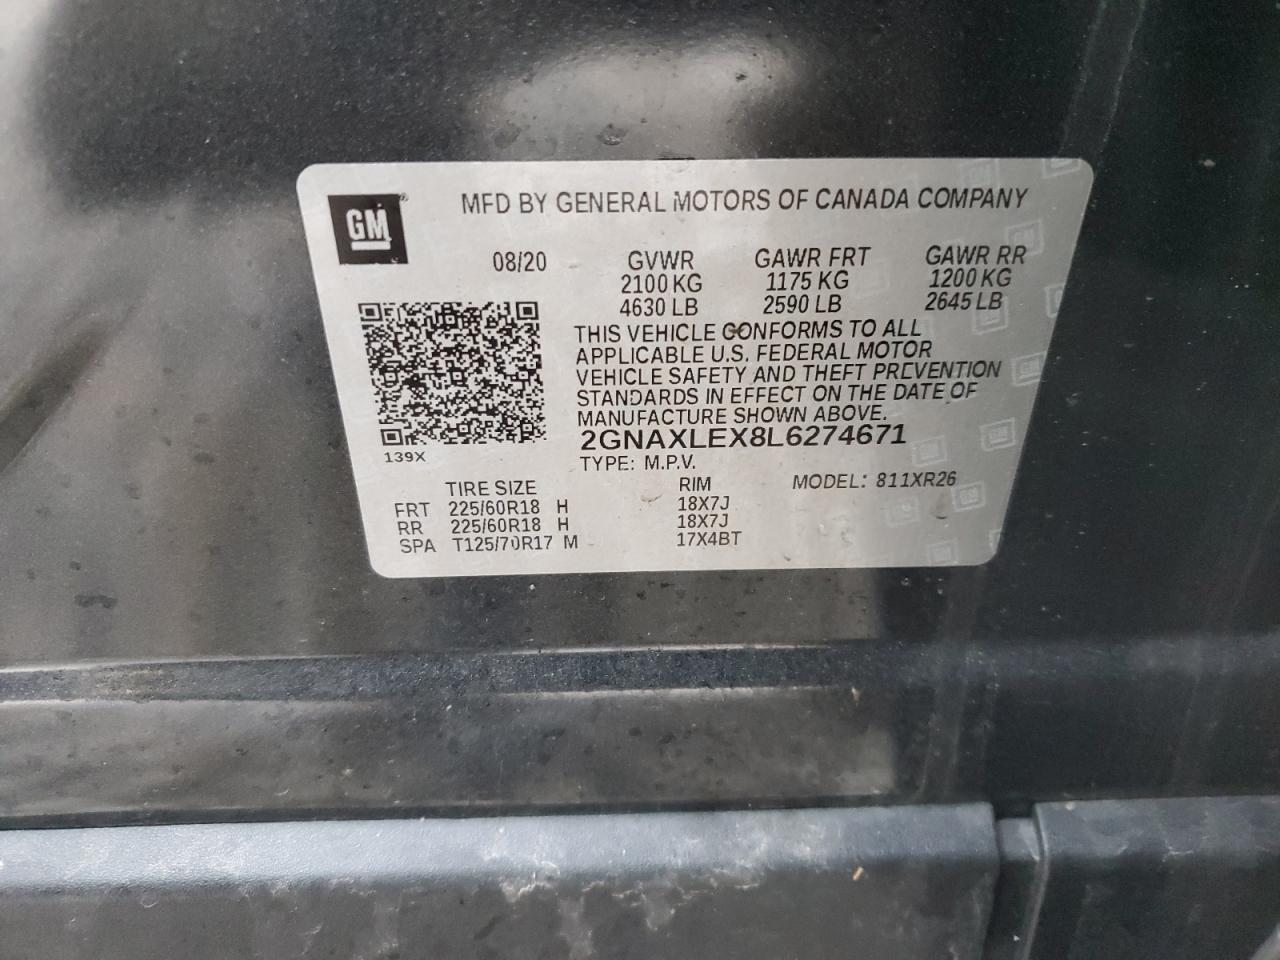 GM ®
MFD BY GENERAL MOTORS OF CANADA COMPANY
08/20 GVWR GAWR FRT GAWR RR
2100 KG 1175 KG 1200 KG
4630 LB 2590 LB 2645 LB
THIS VEHICLE CONFORMS TO ALL
APPLICABLE U.S. FEDERAL MOTOR
VEHICLE SAFETY AND THEFT PREVENTION
STANDARDS IN EFFECT ON THE DATE OF
MANUFACTURE SHOWN ABOVE.
2GNAXLEX8L6274671
139X
TYPE: M.P.V.
TIRE SIZE RIM MODEL: 811XR26
FRT 225/60R18 H 18X7J
RR 225/60R18 H 18X7J
SPA T125/70R17 M 17X4BT